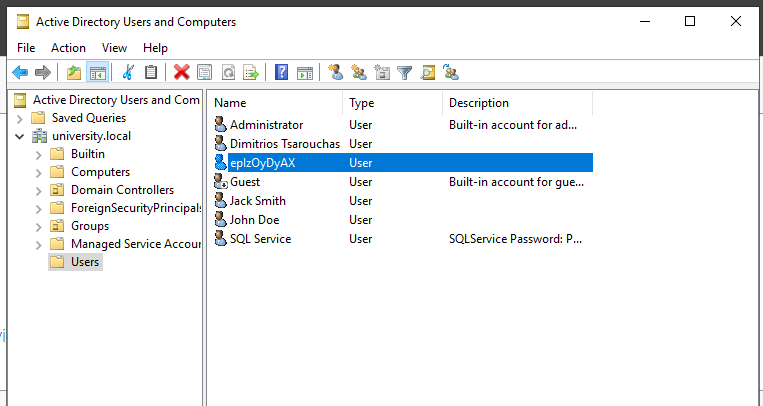 Active Directory Users and Computers
File Action View Help
Active Directory Users and Com
Saved Queries
university.local
Builtin
Computers
Domain Controllers
ForeignSecurityPrincipals
Groups
Managed Service Accour
Users
Name Type Description
Administrator User Built-in account for ad...
Dimitrios Tsarouchas User
eplzOyDyAX User
Guest User Built-in account for gue...
Jack Smith User
John Doe User
SQL Service User SQLService Password: P...